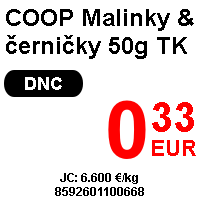 COOP Malinky &
černičky 50g TK
DNC
0 33
EUR
JC: 6.600 €/kg
8592601100668